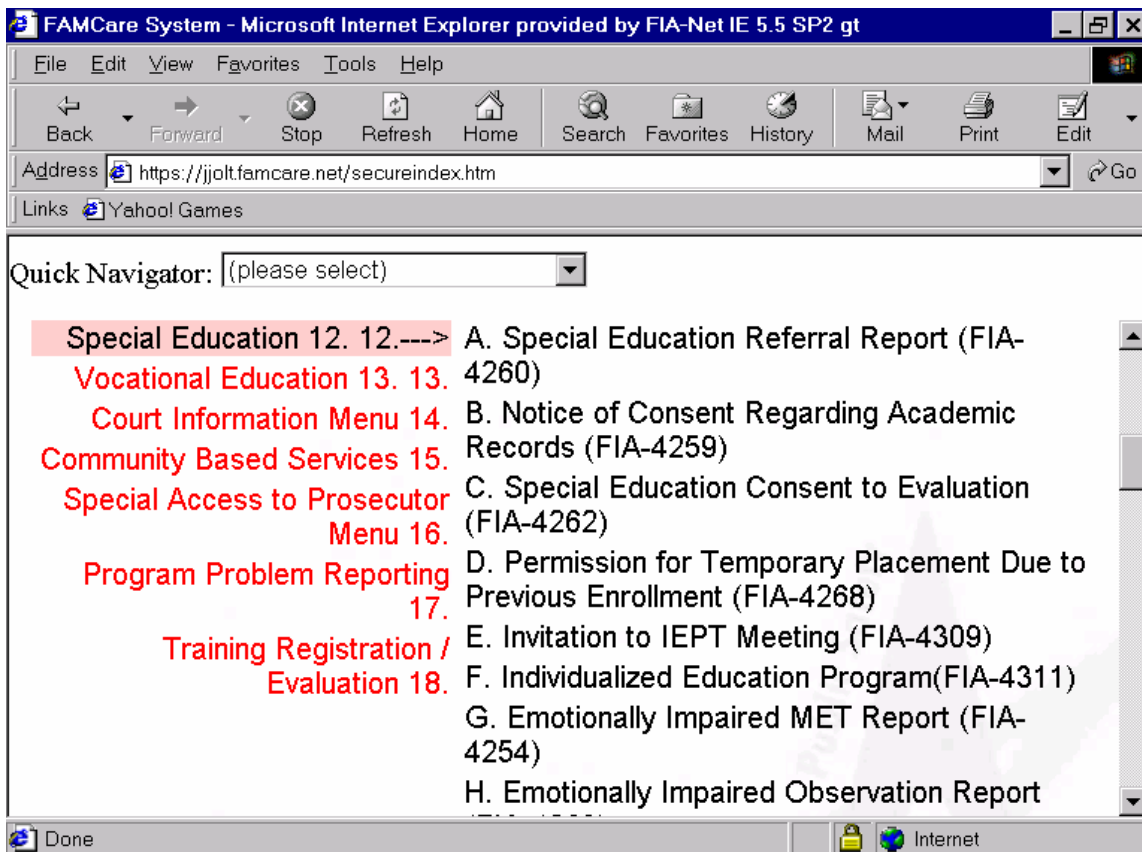 FAMCare System - Microsoft Internet Explorer provided by FIA-Net IE 5.5 SP2 gt
File Edit View Favorites Tools Help
Back Forward Stop Refresh Home Search Favorites History Mail Print Edit
Address https://jjolt.famcare.net/secureindex.htm Go
Links Yahoo! Games
Quick Navigator: (please select)
Special Education 12. 12.--->
Vocational Education 13. 13.
Court Information Menu 14.
Community Based Services 15.
Special Access to Prosecutor
Menu 16.
Program Problem Reporting
17.
Training Registration /
Evaluation 18.
A. Special Education Referral Report (FIA-
4260)
B. Notice of Consent Regarding Academic
Records (FIA-4259)
C. Special Education Consent to Evaluation
(FIA-4262)
D. Permission for Temporary Placement Due to
Previous Enrollment (FIA-4268)
E. Invitation to IEPT Meeting (FIA-4309)
F. Individualized Education Program(FIA-4311)
G. Emotionally Impaired MET Report (FIA-
4254)
H. Emotionally Impaired Observation Report
Done Internet